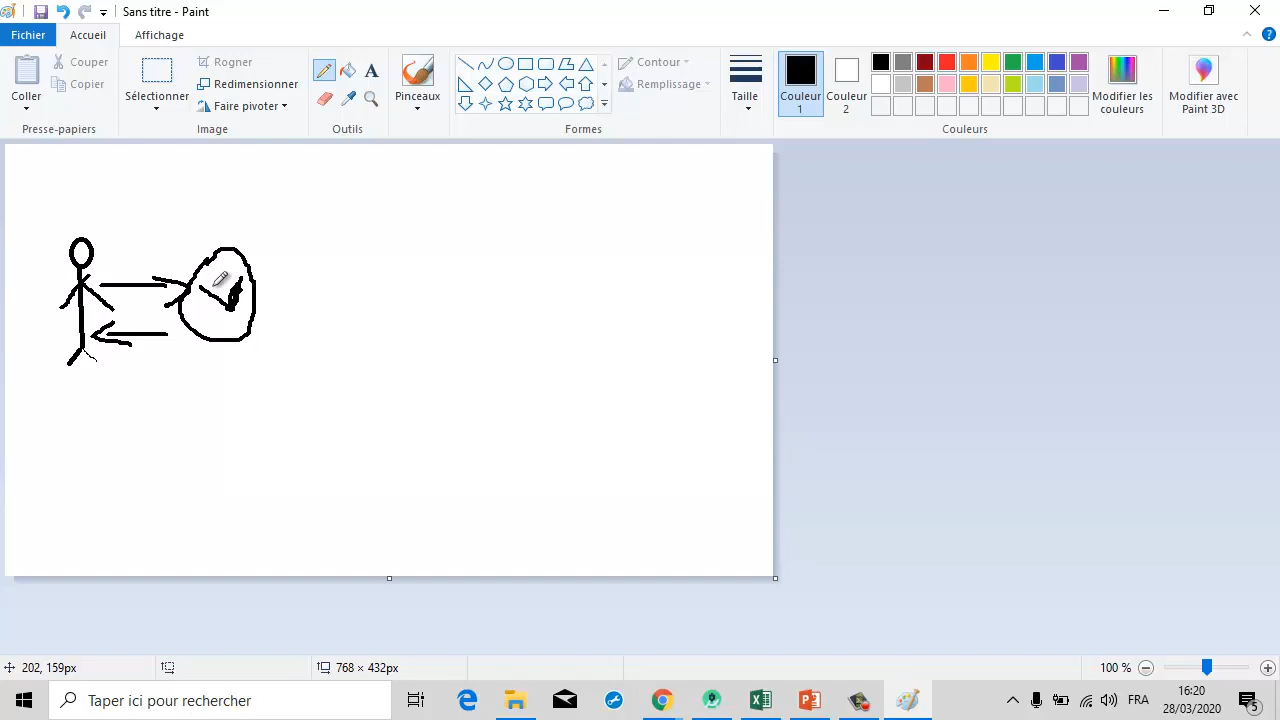 Sans titre - Paint
Fichier Accueil Affichage
Coller
Couper
Copier
Presse-papiers
Sélectionner
Rogner
Redimensionner
Faire pivoter
Image
A
Outils
Pinceaux
Contour
Remplissage
Formes
Taille
Couleur 1
Couleur 2
Modifier les couleurs
Couleurs
Modifier avec Paint 3D
202, 159px
768 × 432px
100 %
Taper ici pour rechercher
FRA
16:20
28/03/2020
5